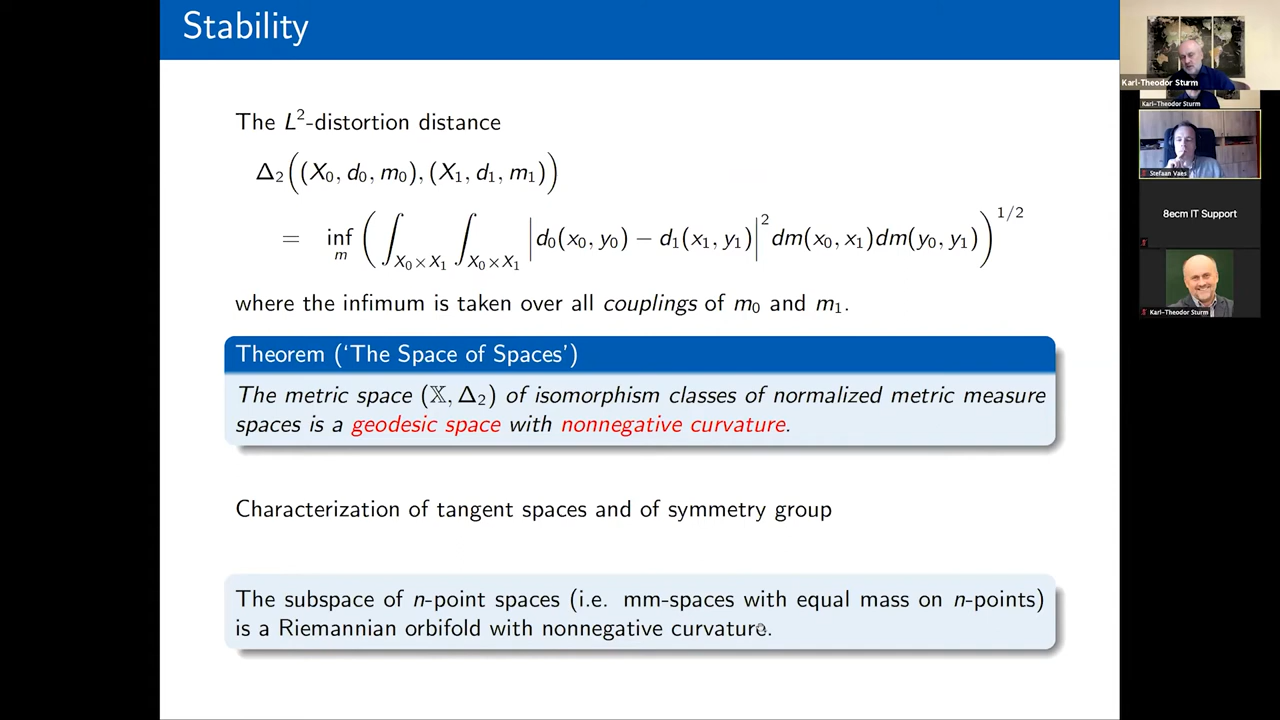 Stability
The L²-distortion distance
Δ₂((X₀, d₀, m₀), (X₁, d₁, m₁))
= inf_m (∫_{X₀×X₁} ∫_{X₀×X₁} |d₀(x₀, y₀) − d₁(x₁, y₁)|² dm(x₀, x₁)dm(y₀, y₁))^{1/2}
where the infimum is taken over all couplings of m₀ and m₁.
Theorem (‘The Space of Spaces’)
The metric space (𝕏, Δ₂) of isomorphism classes of normalized metric measure
spaces is a geodesic space with nonnegative curvature.
Characterization of tangent spaces and of symmetry group
The subspace of n-point spaces (i.e. mm-spaces with equal mass on n-points)
is a Riemannian orbifold with nonnegative curvature.
Karl-Theodor Sturm
Karl-Theodor Sturm
Stefaan Vaes
8ecm IT Support
Karl-Theodor Sturm